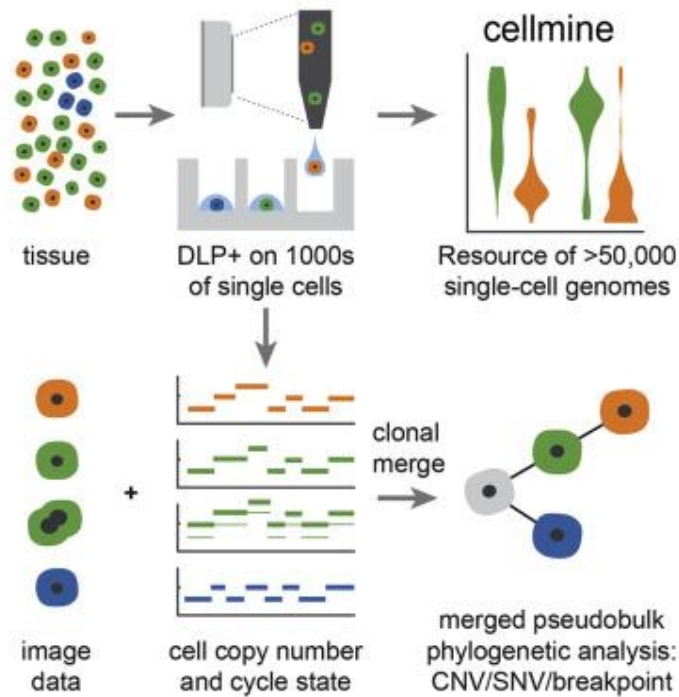 cellmine
tissue
DLP+ on 1000s
of single cells
Resource of >50,000
single-cell genomes
clonal
merge
+
image
data
cell copy number
and cycle state
merged pseudobulk
phylogenetic analysis:
CNV/SNV/breakpoint